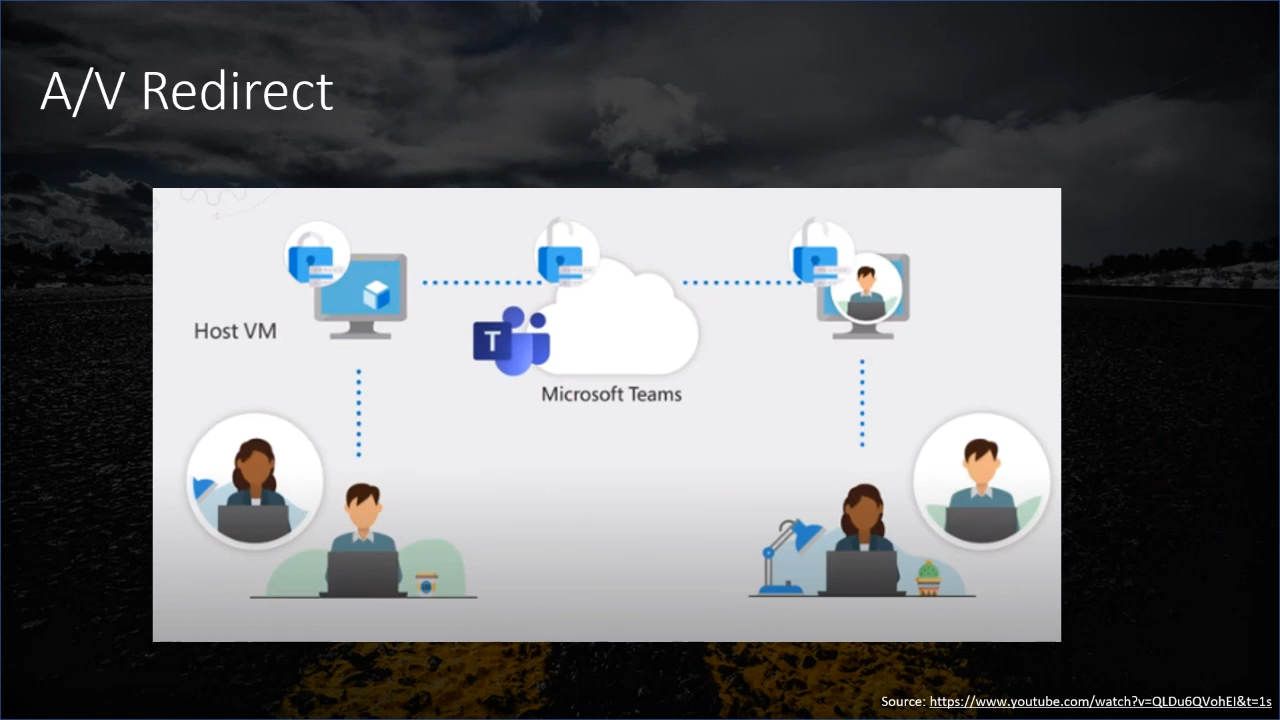 A/V Redirect
Host VM
T
Microsoft Teams
Source: https://www.youtube.com/watch?v=QLDu6QVohEI&t=1s